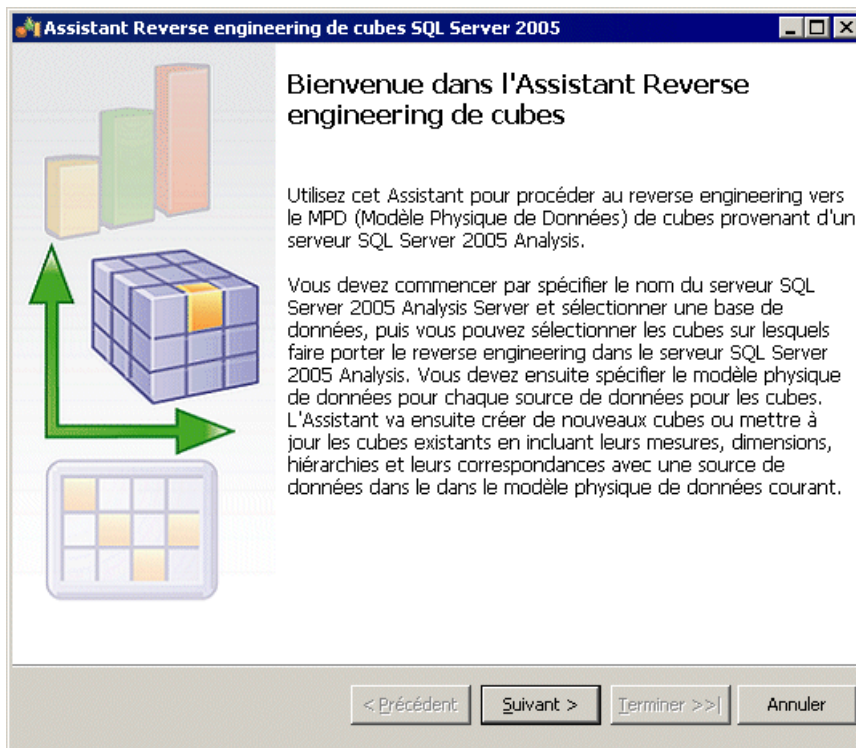 Assistant Reverse engineering de cubes SQL Server 2005
Bienvenue dans l'Assistant Reverse
engineering de cubes
Utilisez cet Assistant pour procéder au reverse engineering vers
le MPD (Modèle Physique de Données) de cubes provenant d'un
serveur SQL Server 2005 Analysis.
Vous devez commencer par spécifier le nom du serveur SQL
Server 2005 Analysis Server et sélectionner une base de
données, puis vous pouvez sélectionner les cubes sur lesquels
faire porter le reverse engineering dans le serveur SQL Server
2005 Analysis. Vous devez ensuite spécifier le modèle physique
de données pour chaque source de données pour les cubes.
L'Assistant va ensuite créer de nouveaux cubes ou mettre à
jour les cubes existants en incluant leurs mesures, dimensions,
hiérarchies et leurs correspondances avec une source de
données dans le dans le modèle physique de données courant.
< Précédent
Suivant >
Terminer >>|
Annuler